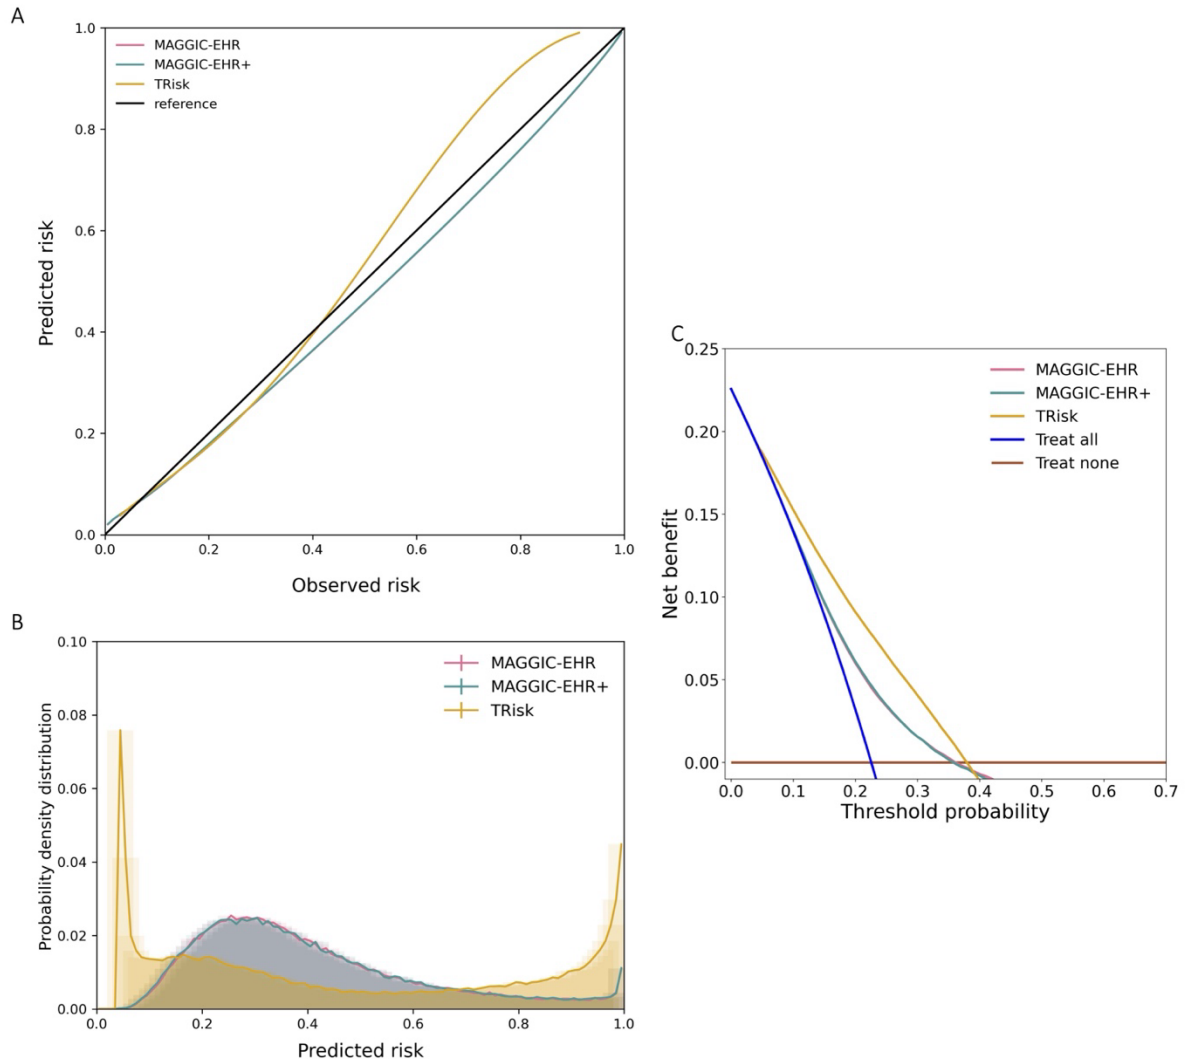 A
1.0
MAGGIC-EHR
MAGGIC-EHR+
TRisk
reference
0.8
0.6
0.4
0.2
0.0
0.0 0.2 0.4 0.6 0.8 1.0
Predicted risk
Observed risk
B
0.10
MAGGIC-EHR
MAGGIC-EHR+
TRisk
0.08
0.06
0.04
0.02
0.00
0.0 0.2 0.4 0.6 0.8 1.0
Probability density distribution
Predicted risk
C
0.25
MAGGIC-EHR
MAGGIC-EHR+
TRisk
Treat all
Treat none
0.20
0.15
0.10
0.05
0.00
0.0 0.1 0.2 0.3 0.4 0.5 0.6 0.7
Net benefit
Threshold probability